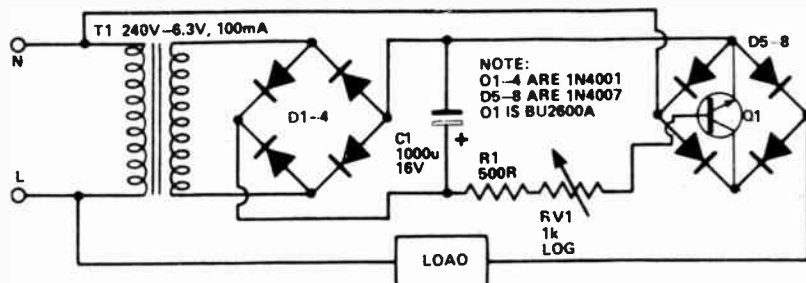 T1 240V–6.3V, 100mA
N
L
D1–4
C1
1000u
16V
+
NOTE:
O1–4 ARE 1N4001
D5–8 ARE 1N4007
O1 IS BU2600A
D5–8
Q1
R1
500R
RV1
1k
LOG
LOAO